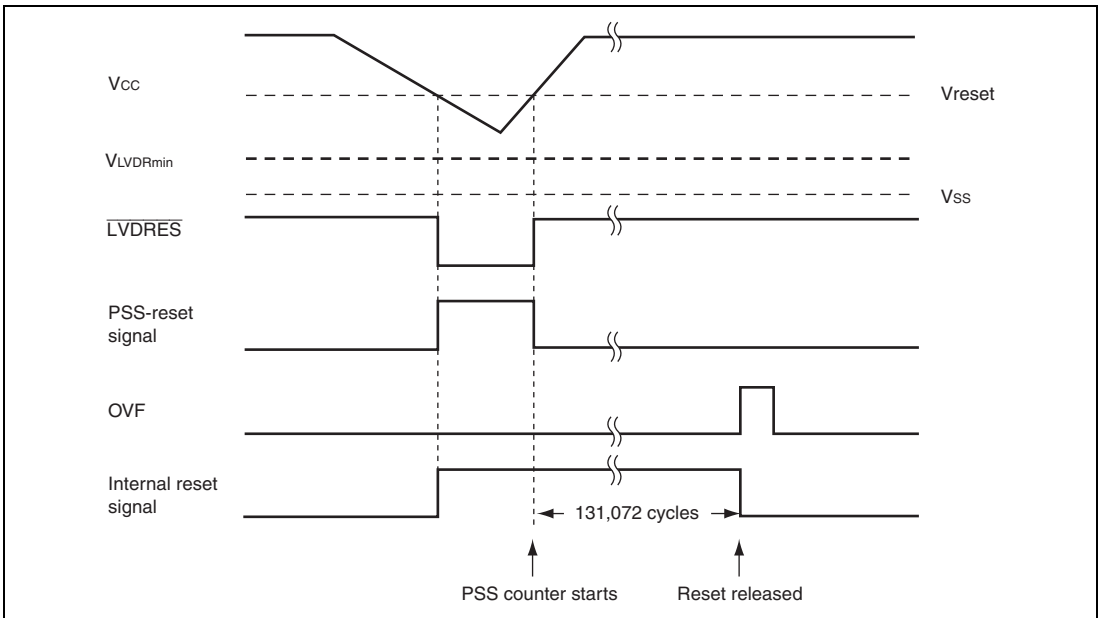 Vcc
Vreset
VLVDRmin
Vss
LVDRES
PSS-reset
signal
OVF
Internal reset
signal
131,072 cycles
PSS counter starts
Reset released